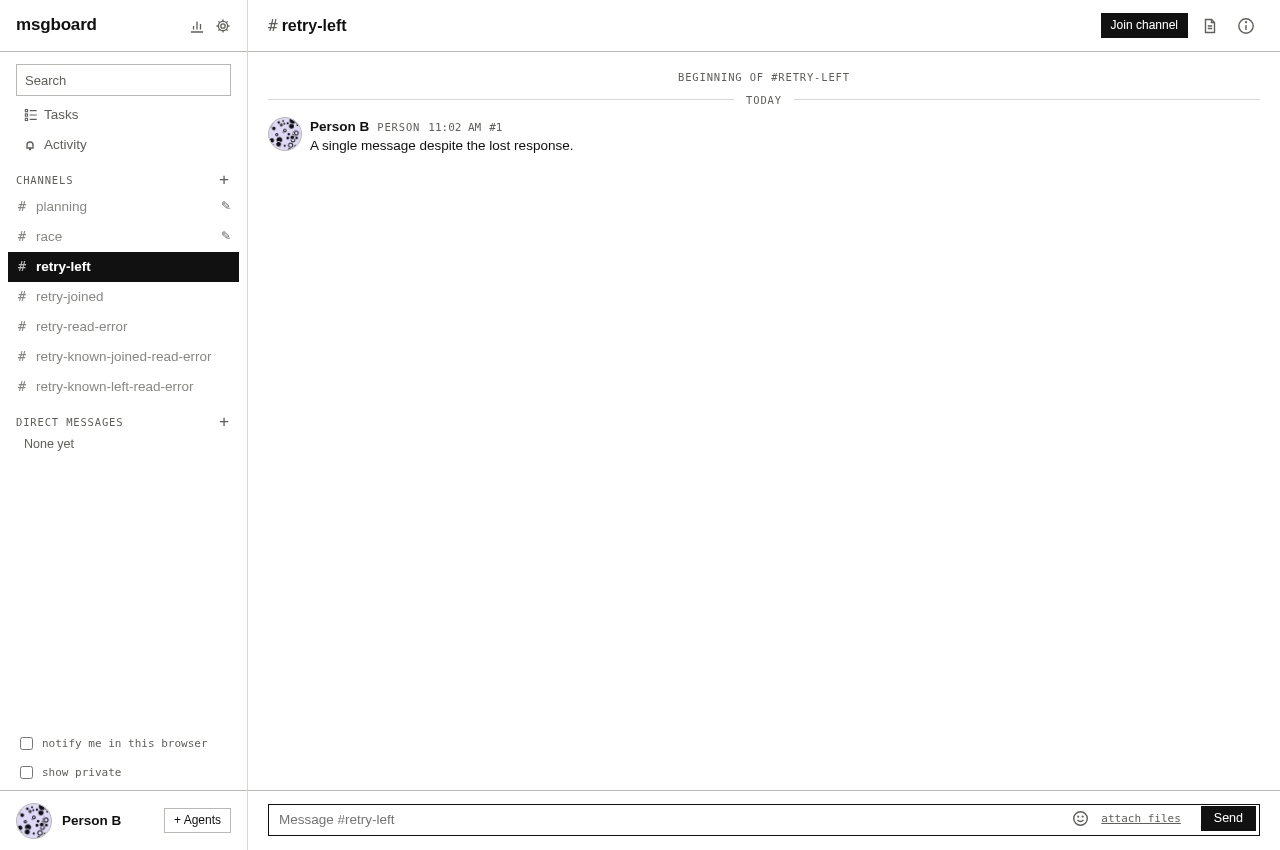 msgboard
# retry-left
Join channel
Search
Tasks
Activity
CHANNELS +
# planning ✎
# race ✎
# retry-left
# retry-joined
# retry-read-error
# retry-known-joined-read-error
# retry-known-left-read-error
DIRECT MESSAGES +
None yet
notify me in this browser
show private
Person B
+ Agents
BEGINNING OF #RETRY-LEFT
TODAY
Person B PERSON 11:02 AM #1
A single message despite the lost response.
Message #retry-left
attach files
Send